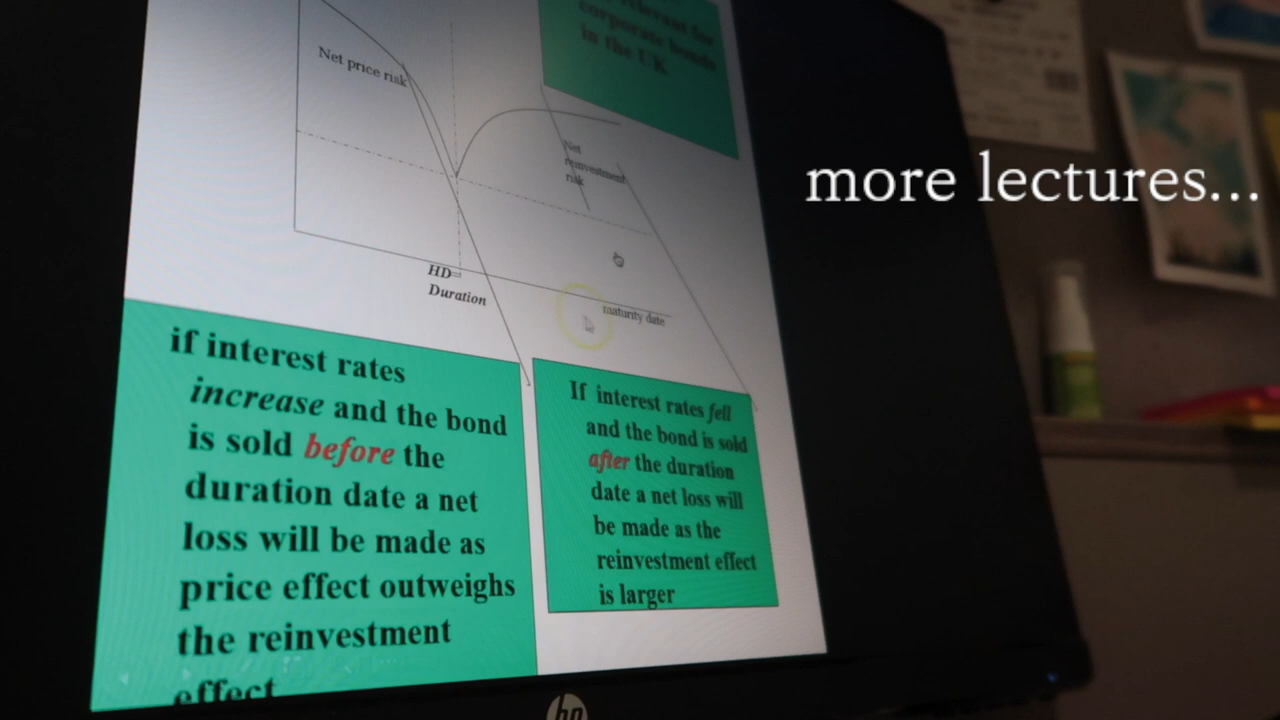 relevant for
corporate bonds
in the UK
Net price risk
Net
reinvestment
risk
more lectures...
HD=
Duration
maturity date
if interest rates
increase and the bond
is sold before the
duration date a net
loss will be made as
price effect outweighs
the reinvestment
effect
If interest rates fell
and the bond is sold
after the duration
date a net loss will
be made as the
reinvestment effect
is larger
hp